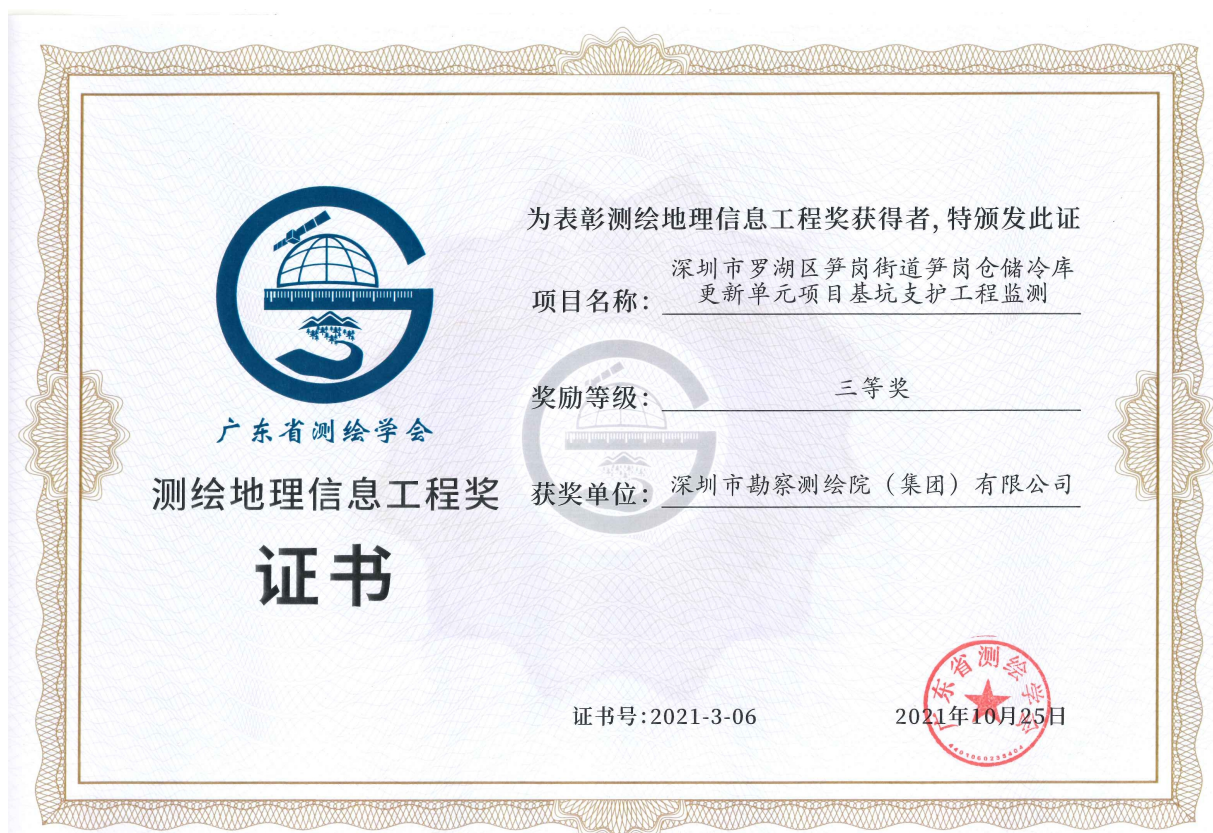 广东省测绘学会
测绘地理信息工程奖
证书
为表彰测绘地理信息工程奖获得者,特颁发此证
项目名称:
深圳市罗湖区笋岗街道笋岗仓储冷库
更新单元项目基坑支护工程监测
奖励等级:
三等奖
获奖单位:
深圳市勘察测绘院（集团）有限公司
证书号:2021-3-06
2021年10月25日
广东省测绘学会